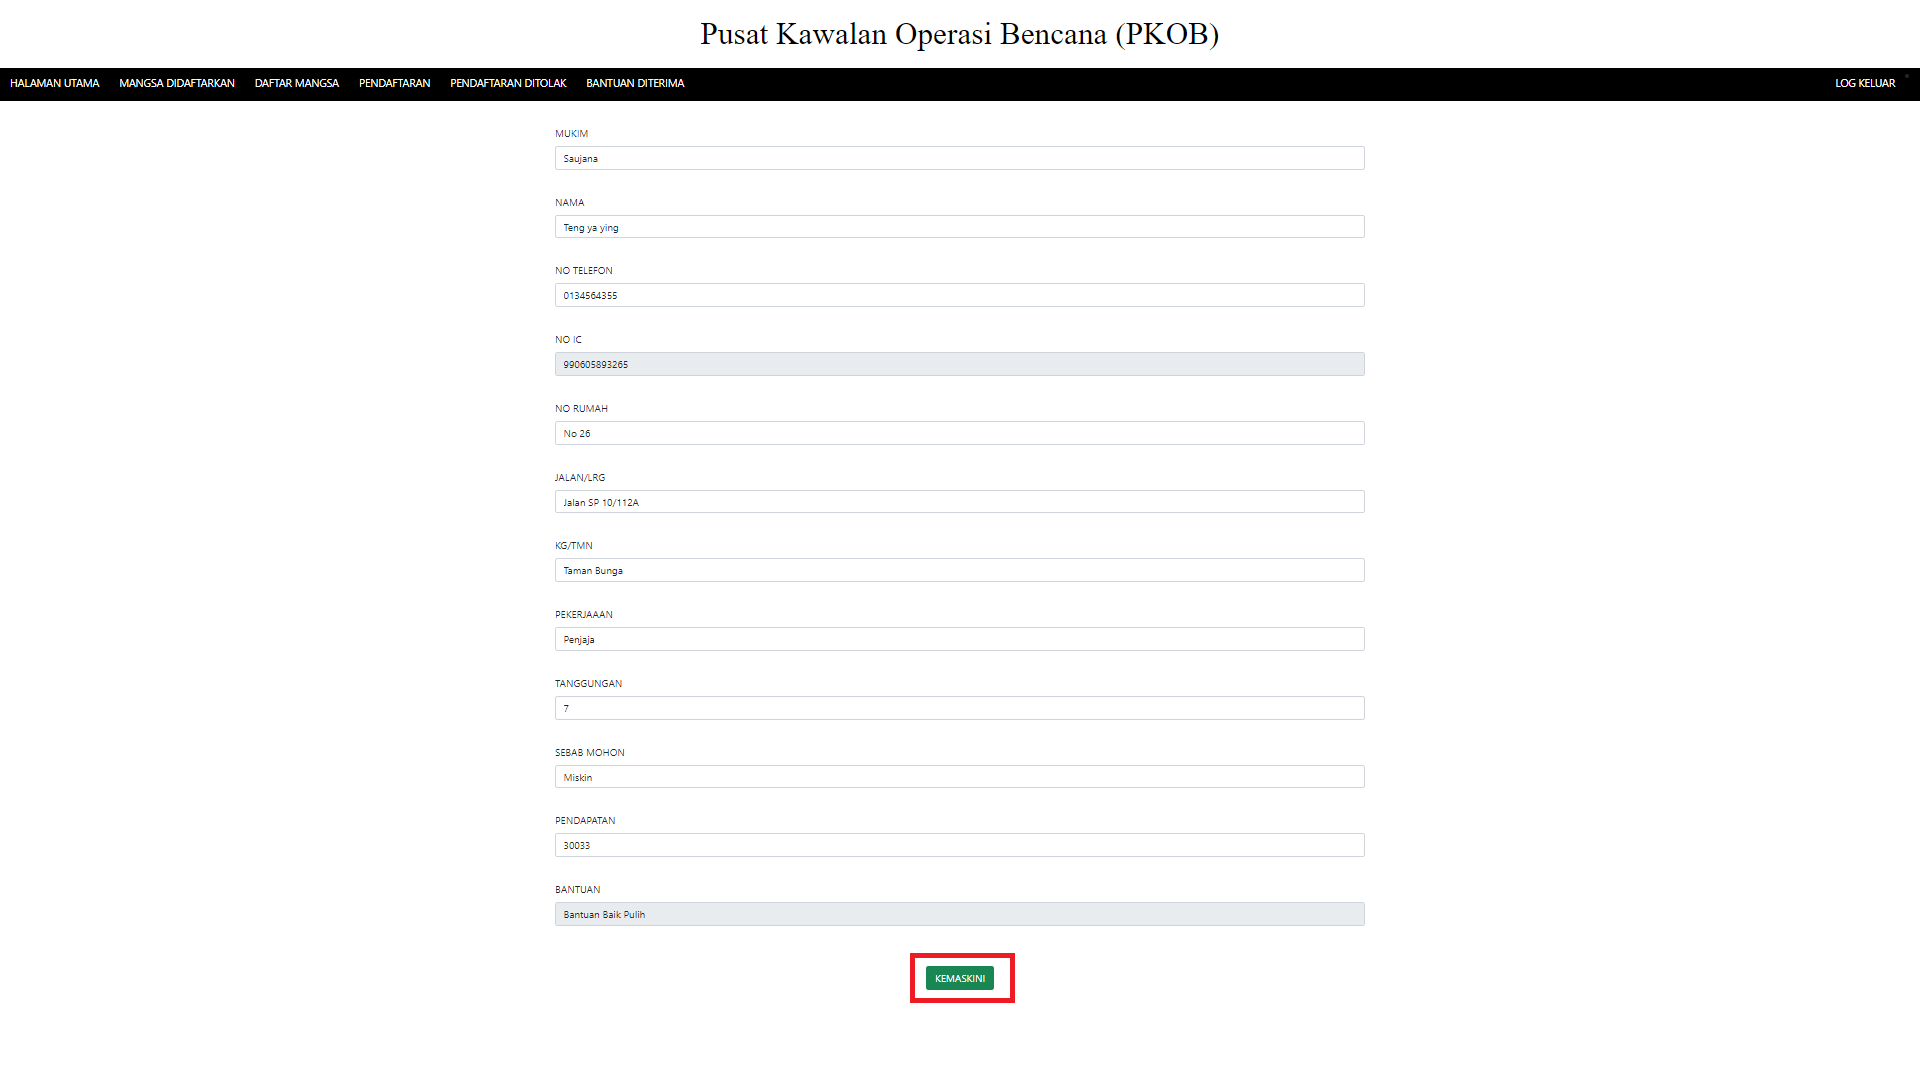 Pusat Kawalan Operasi Bencana (PKOB)
HALAMAN UTAMA MANGSA DIDAFTARKAN DAFTAR MANGSA PENDAFTARAN PENDAFTARAN DITOLAK BANTUAN DITERIMA LOG KELUAR
MUKIM
Saujana
NAMA
Teng ya ying
NO TELEFON
0134564355
NO IC
990605893265
NO RUMAH
No 26
JALAN/LRG
Jalan SP 10/112A
KG/TMN
Taman Bunga
PEKERJAAAN
Penjaja
TANGGUNGAN
7
SEBAB MOHON
Miskin
PENDAPATAN
30033
BANTUAN
Bantuan Baik Pulih
KEMASKINI